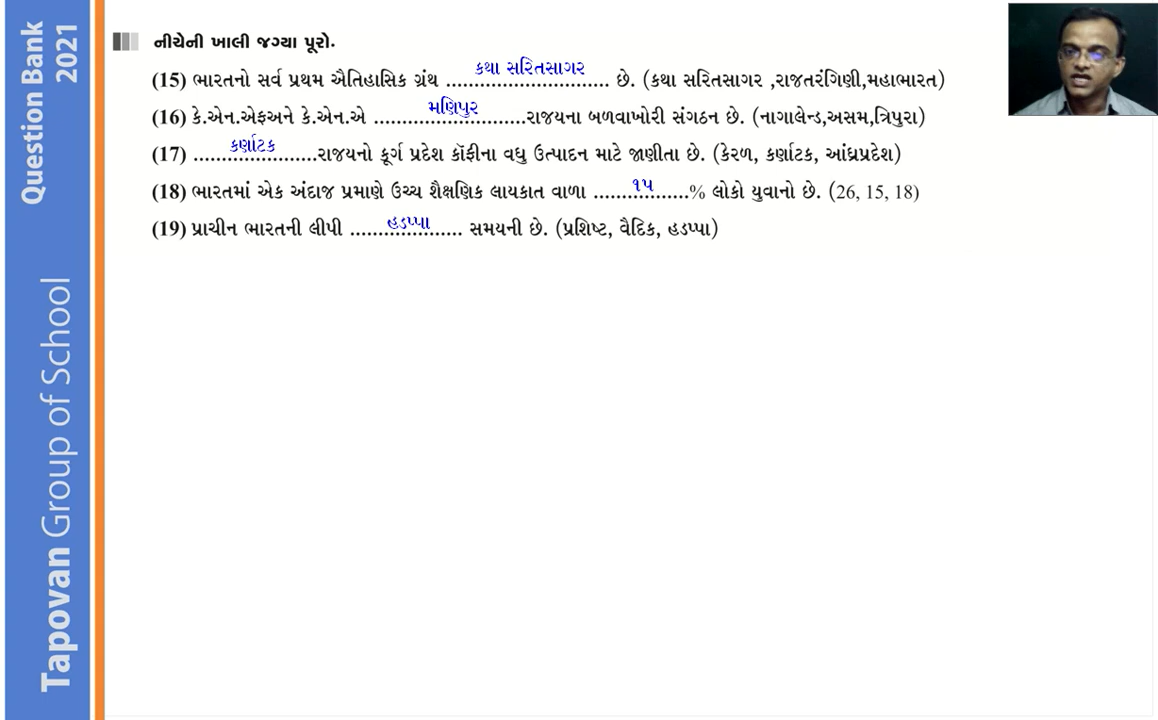 Question Bank
2021
Tapovan Group of School
નીચેની ખાલી જગ્યા પૂરો.
(15) ભારતનો સર્વ પ્રથમ ઐતિહાસિક ગ્રંથ .....કથા સરિતસાગર..... છે. (કથા સરિતસાગર ,રાજતરંગિણી,મહાભારત)
(16) કે.એન.એફઅને કે.એન.એ .....મણિપુર.....રાજયના બળવાખોરી સંગઠન છે. (નાગાલેન્ડ,અસમ,ત્રિપુરા)
(17) .....કર્ણાટક.....રાજયનો કૂર્ગ પ્રદેશ કૉફીના વધુ ઉત્પાદન માટે જાણીતા છે. (કેરળ, કર્ણાટક, આંધ્રપ્રદેશ)
(18) ભારતમાં એક અંદાજ પ્રમાણે ઉચ્ચ શૈક્ષણિક લાયકાત વાળા .....૧૫.....% લોકો યુવાનો છે. (26, 15, 18)
(19) પ્રાચીન ભારતની લીપી .....હડપ્પા..... સમયની છે. (પ્રશિષ્ટ, વૈદિક, હડપ્પા)